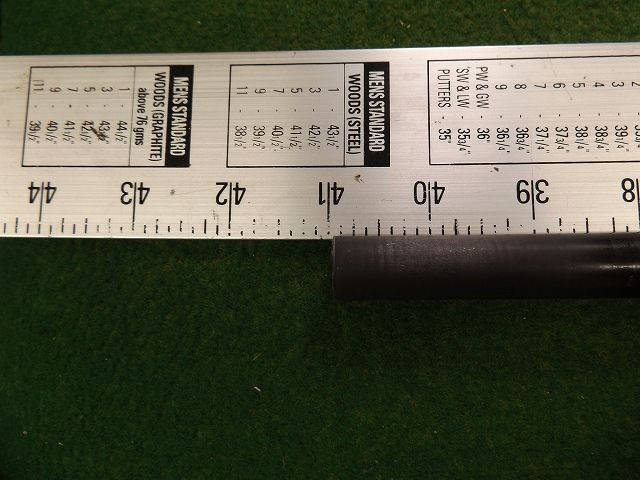 MEN'S STANDARD
WOODS (GRAPHITE)
above 76 gms
1 - 44½"
3 - 43½"
5 - 42½"
7 - 41½"
9 - 40½"
11 - 39½"
MEN'S STANDARD
WOODS (STEEL)
1 - 43½"
3 - 42½"
5 - 41½"
7 - 40½"
9 - 39½"
11 - 38½"
3 - 39¼"
4 - 38¾"
5 - 38¼"
6 - 37¾"
7 - 37¼"
8 - 36¾"
9 - 36¼"
PW & GW - 36"
SW & LW - 35¾"
PUTTERS 35"
44 43 42 41 40 39 38